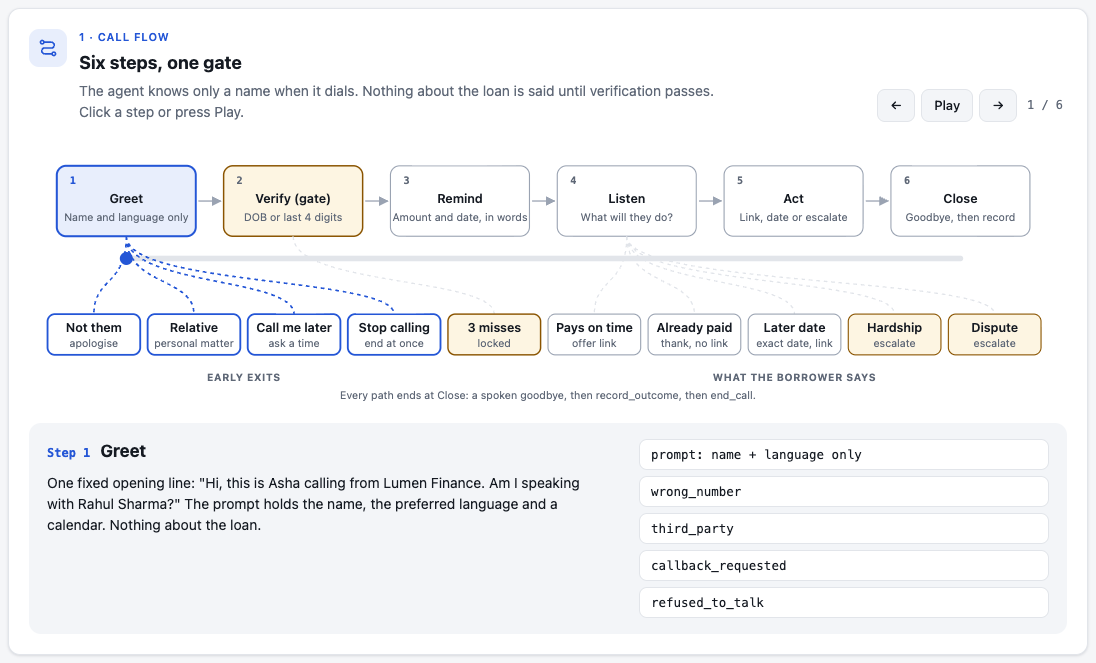 1 · CALL FLOW
Six steps, one gate
The agent knows only a name when it dials. Nothing about the loan is said until verification passes.
Click a step or press Play.
← Play → 1 / 6
1
Greet
Name and language only
2
Verify (gate)
DOB or last 4 digits
3
Remind
Amount and date, in words
4
Listen
What will they do?
5
Act
Link, date or escalate
6
Close
Goodbye, then record
Not them
apologise
Relative
personal matter
Call me later
ask a time
Stop calling
end at once
3 misses
locked
Pays on time
offer link
Already paid
thank, no link
Later date
exact date, link
Hardship
escalate
Dispute
escalate
EARLY EXITS
WHAT THE BORROWER SAYS
Every path ends at Close: a spoken goodbye, then record_outcome, then end_call.
Step 1 Greet
One fixed opening line: "Hi, this is Asha calling from Lumen Finance. Am I speaking
with Rahul Sharma?" The prompt holds the name, the preferred language and a
calendar. Nothing about the loan.
prompt: name + language only
wrong_number
third_party
callback_requested
refused_to_talk